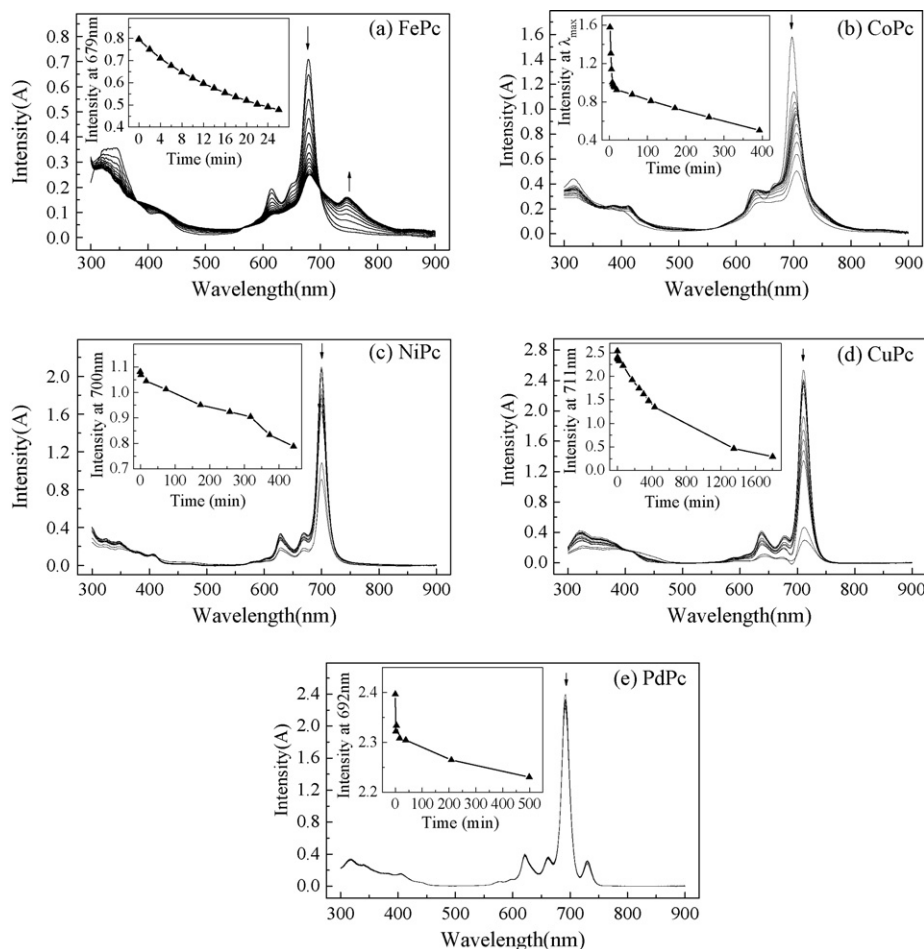 (a) FePc
Intensity(A)
0.8
0.7
0.6
0.5
0.4
0.3
0.2
0.1
0.0
300 400 500 600 700 800 900
Wavelength(nm)
Intensity at 679nm
0.8
0.7
0.6
0.5
0.4
0 4 8 12 16 20 24
Time (min)
(b) CoPc
Intensity(A)
1.6
1.4
1.2
1.0
0.8
0.6
0.4
0.2
0.0
300 400 500 600 700 800 900
Wavelength(nm)
Intensity at λmax
1.6
1.2
0.8
0.4
0 100 200 300 400
Time (min)
(c) NiPc
Intensity(A)
2.0
1.6
1.2
0.8
0.4
0.0
300 400 500 600 700 800 900
Wavelength(nm)
Intensity at 700nm
1.1
1.0
0.9
0.8
0.7
0 100 200 300 400
Time (min)
(d) CuPc
Intensity(A)
2.8
2.4
2.0
1.6
1.2
0.8
0.4
0.0
300 400 500 600 700 800 900
Wavelength(nm)
Intensity at 711nm
2.5
2.0
1.5
1.0
0.5
0.0
0 400 800 1200 1600
Time (min)
(e) PdPc
Intensity(A)
2.4
2.0
1.6
1.2
0.8
0.4
0.0
300 400 500 600 700 800 900
Wavelength(nm)
Intensity at 692nm
2.4
2.3
2.2
0 100 200 300 400 500
Time (min)